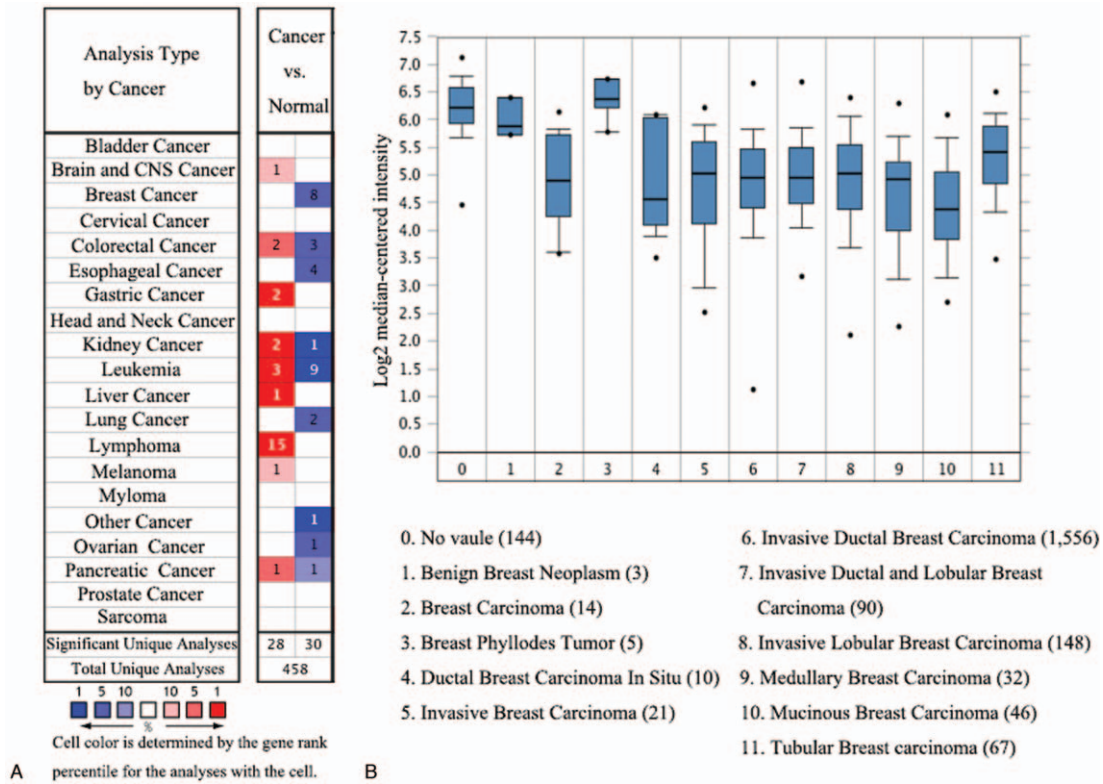 Analysis Type
by Cancer
Cancer
vs.
Normal
Bladder Cancer
Brain and CNS Cancer 1
Breast Cancer 8
Cervical Cancer
Colorectal Cancer 2 3
Esophageal Cancer 4
Gastric Cancer 2
Head and Neck Cancer
Kidney Cancer 2 1
Leukemia 3 9
Liver Cancer 1
Lung Cancer 2
Lymphoma 15
Melanoma 1
Myloma
Other Cancer 1
Ovarian Cancer 1
Pancreatic Cancer 1 1
Prostate Cancer
Sarcoma
Significant Unique Analyses 28 30
Total Unique Analyses 458
1 5 10 10 5 1
%
Cell color is determined by the gene rank
percentile for the analyses with the cell.
A
Log2 median-centered intensity
7.5
7.0
6.5
6.0
5.5
5.0
4.5
4.0
3.5
3.0
2.5
2.0
1.5
1.0
0.5
0.0
0 1 2 3 4 5 6 7 8 9 10 11
0. No vaule (144)
1. Benign Breast Neoplasm (3)
2. Breast Carcinoma (14)
3. Breast Phyllodes Tumor (5)
4. Ductal Breast Carcinoma In Situ (10)
5. Invasive Breast Carcinoma (21)
6. Invasive Ductal Breast Carcinoma (1,556)
7. Invasive Ductal and Lobular Breast
Carcinoma (90)
8. Invasive Lobular Breast Carcinoma (148)
9. Medullary Breast Carcinoma (32)
10. Mucinous Breast Carcinoma (46)
11. Tubular Breast carcinoma (67)
B